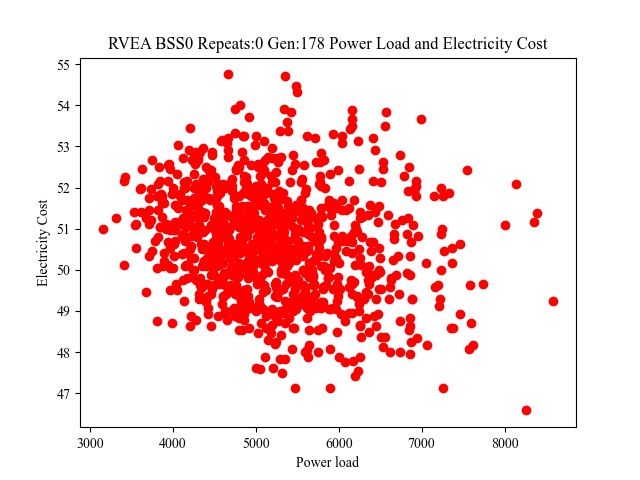 RVEA BSS0 Repeats:0 Gen:178 Power Load and Electricity Cost
55
54
53
52
51
50
49
48
47
Electricity Cost
3000 4000 5000 6000 7000 8000
Power load